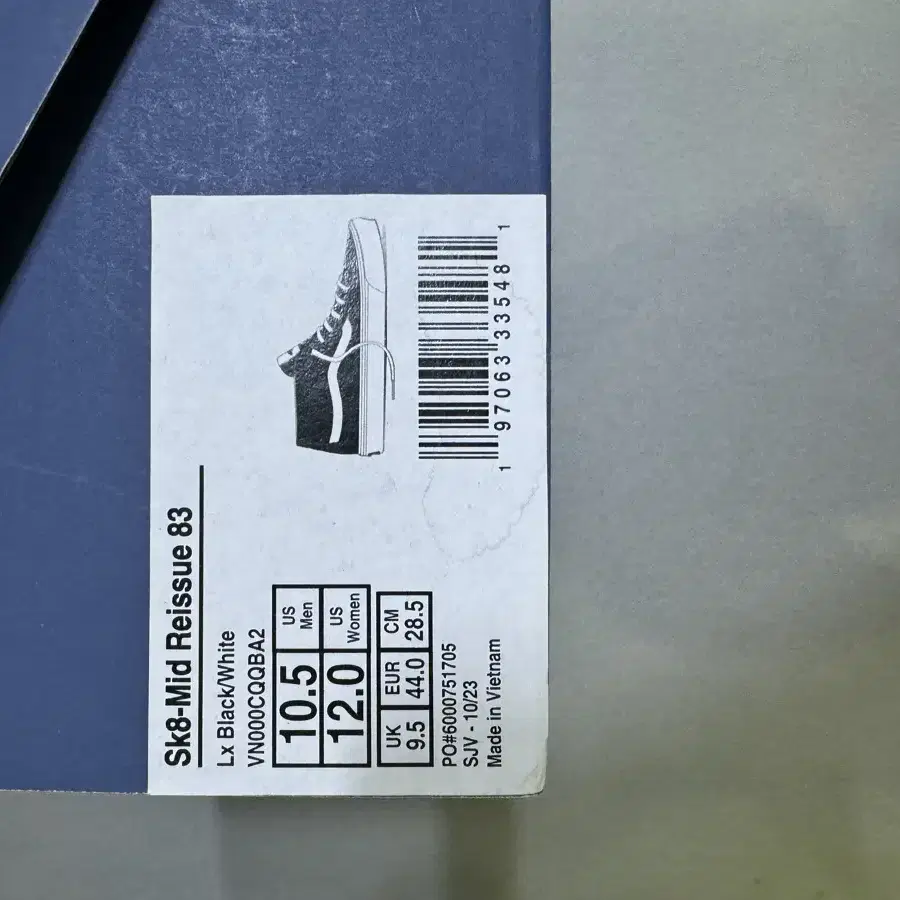 Sk8-Mid Reissue 83
Lx Black/White
VN000CQQBA2
10.5 US Men
12.0 US Women
UK EUR CM
9.5 44.0 28.5
PO#6000751705
SJV - 10/23
Made in Vietnam
1 97063 33548 1